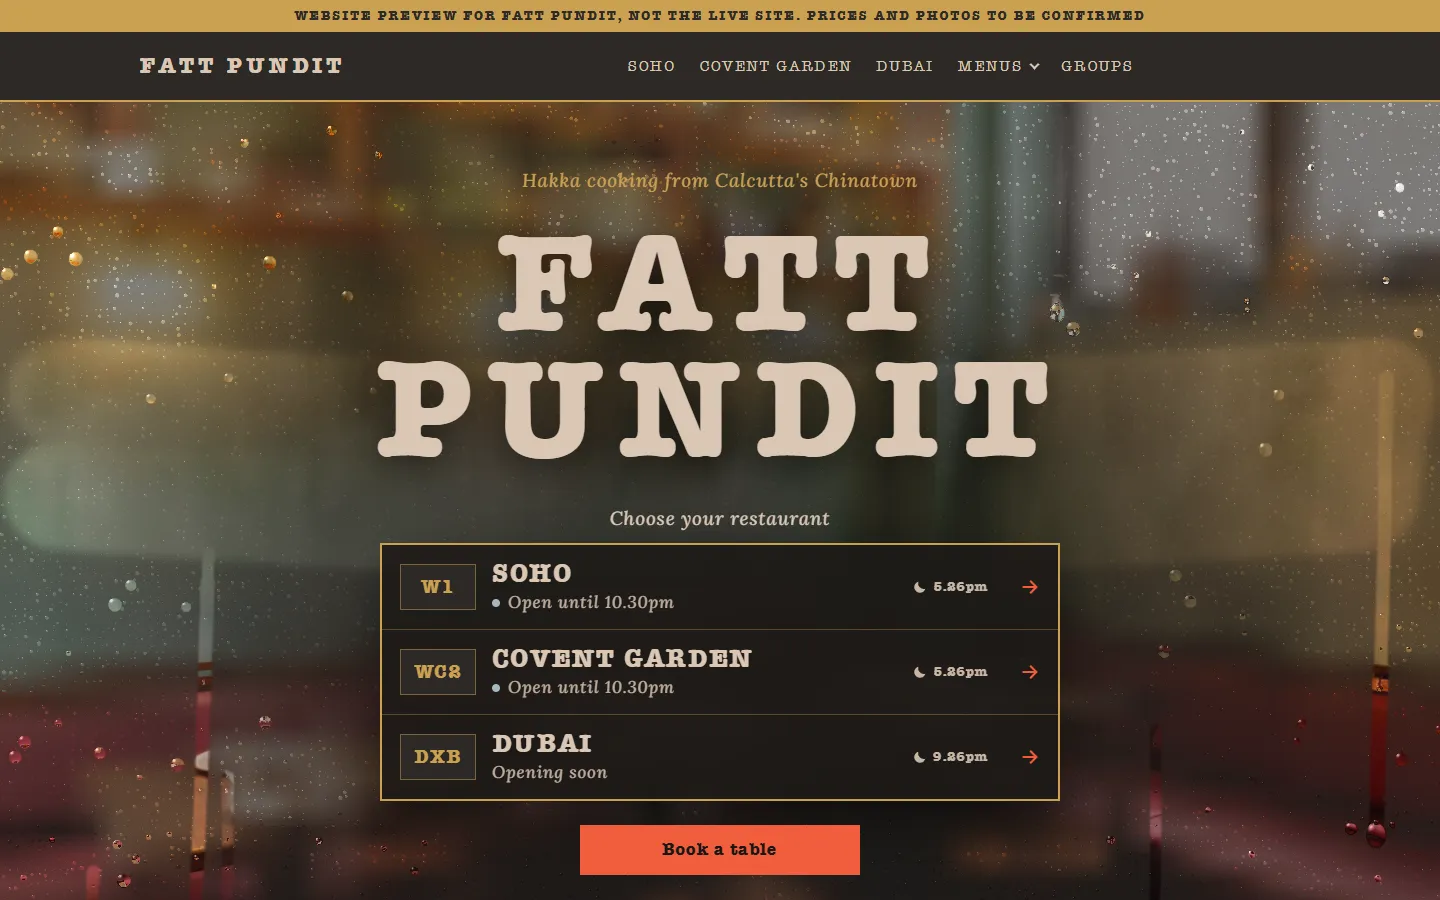 WEBSITE PREVIEW FOR FATT PUNDIT, NOT THE LIVE SITE. PRICES AND PHOTOS TO BE CONFIRMED
FATT PUNDIT
SOHO
COVENT GARDEN
DUBAI
MENUS
GROUPS
Hakka cooking from Calcutta's Chinatown
FATT
PUNDIT
Choose your restaurant
W1
SOHO
Open until 10.30pm
5.26pm
WC2
COVENT GARDEN
Open until 10.30pm
5.26pm
DXB
DUBAI
Opening soon
9.26pm
Book a table